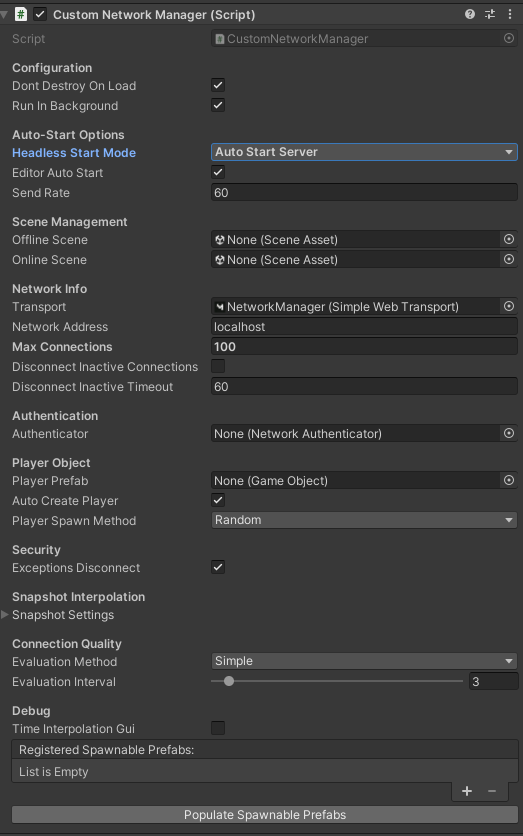 Custom Network Manager (Script)
Script CustomNetworkManager
Configuration
Dont Destroy On Load
Run In Background
Auto-Start Options
Headless Start Mode Auto Start Server
Editor Auto Start
Send Rate 60
Scene Management
Offline Scene None (Scene Asset)
Online Scene None (Scene Asset)
Network Info
Transport NetworkManager (Simple Web Transport)
Network Address localhost
Max Connections 100
Disconnect Inactive Connections
Disconnect Inactive Timeout 60
Authentication
Authenticator None (Network Authenticator)
Player Object
Player Prefab None (Game Object)
Auto Create Player
Player Spawn Method Random
Security
Exceptions Disconnect
Snapshot Interpolation
Snapshot Settings
Connection Quality
Evaluation Method Simple
Evaluation Interval 3
Debug
Time Interpolation Gui
Registered Spawnable Prefabs:
List is Empty
Populate Spawnable Prefabs